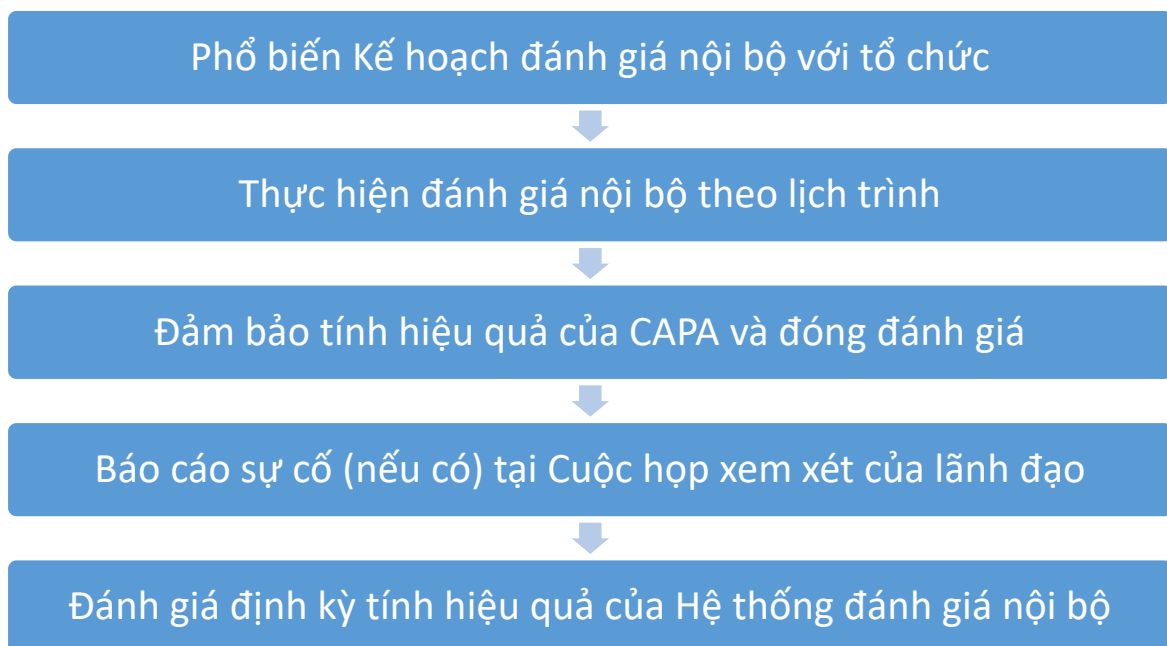 Phổ biến Kế hoạch đánh giá nội bộ với tổ chức
Thực hiện đánh giá nội bộ theo lịch trình
Đảm bảo tính hiệu quả của CAPA và đóng đánh giá
Báo cáo sự cố (nếu có) tại Cuộc họp xem xét của lãnh đạo
Đánh giá định kỳ tính hiệu quả của Hệ thống đánh giá nội bộ